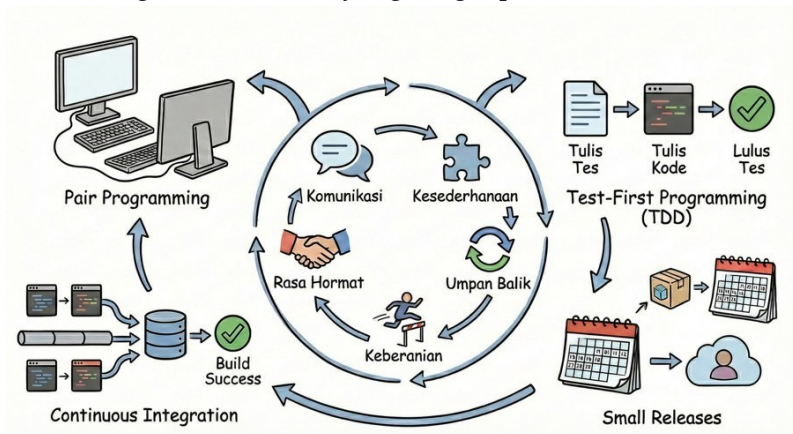 Pair Programming
Komunikasi
Kesederhanaan
Tulis
Tes
Tulis
Kode
Lulus
Tes
Test-First Programming
(TDD)
Rasa Hormat
Umpan Balik
Keberanian
Build
Success
Continuous Integration
Small Releases